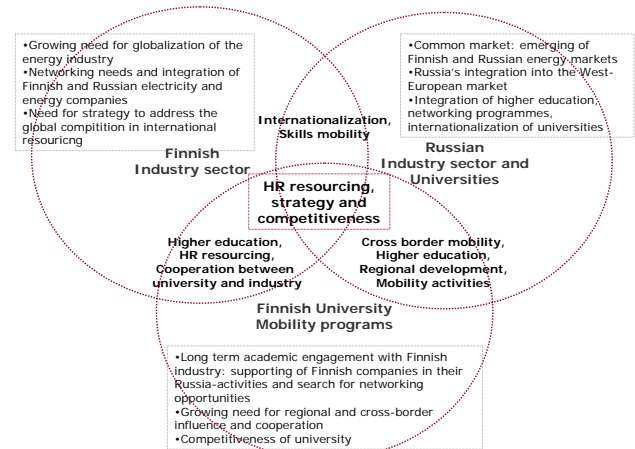 •Growing need for globalization of the
energy industry
•Networking needs and integration of
Finnish and Russian electricity and
energy companies
•Need for strategy to address the
global compitition in international
resouricng
•Common market: emerging of
Finnish and Russian energy markets
•Russia's integration into the West-
European market
•Integration of higher education,
networking programmes,
internationalization of universities
Internationalization,
Skills mobility
Finnish
Industry sector
Russian
Industry sector and
Universities
HR resourcing,
strategy and
competitiveness
Higher education,
HR resourcing,
Cooperation between
university and industry
Cross border mobility,
Higher education,
Regional development,
Mobility activities
Finnish University
Mobility programs
•Long term academic engagement with Finnish
industry: supporting of Finnish companies in their
Russia-activities and search for networking
opportunities
•Growing need for regional and cross-border
influence and cooperation
•Competitiveness of university